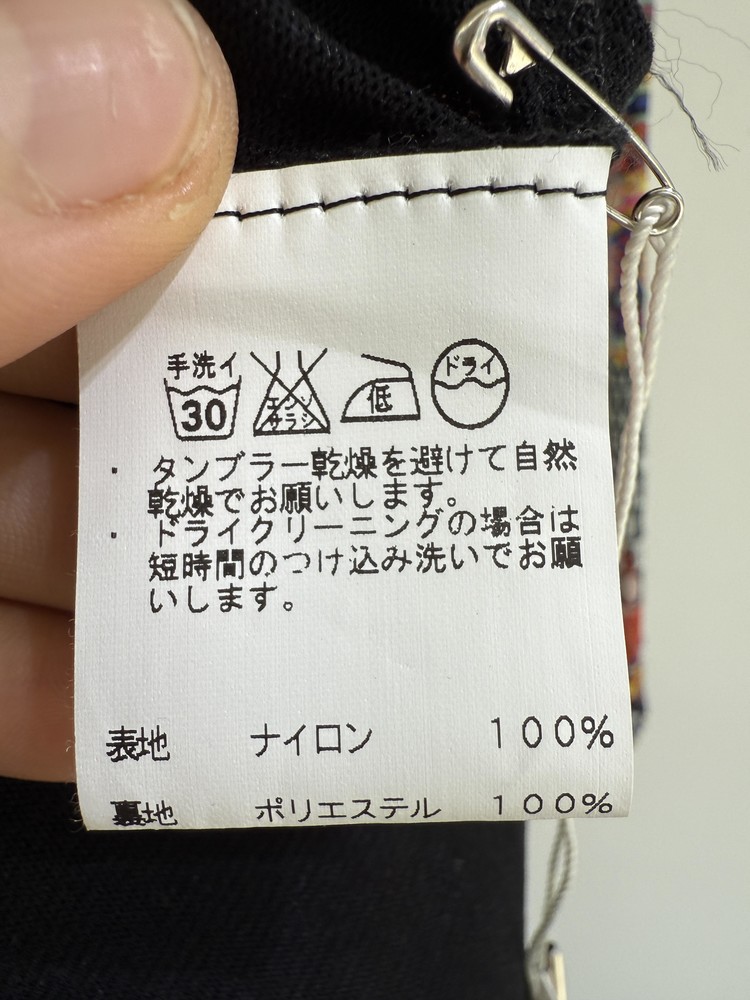 手洗イ
30
エンソ
サラシ
低
ドライ
・ タンブラー乾燥を避けて自然
乾燥でお願いします。
・ ドライクリーニングの場合は
短時間のつけ込み洗いでお願
いします。
表地 ナイロン 100%
裏地 ポリエステル 100%